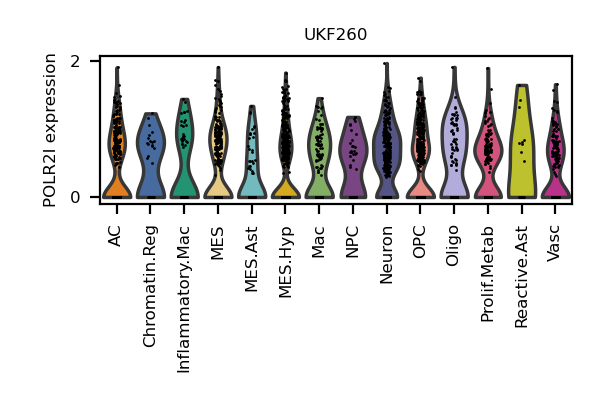 UKF260
POLR2I expression
2
0
AC
Chromatin.Reg
Inflammatory.Mac
MES
MES.Ast
MES.Hyp
Mac
NPC
Neuron
OPC
Oligo
Prolif.Metab
Reactive.Ast
Vasc